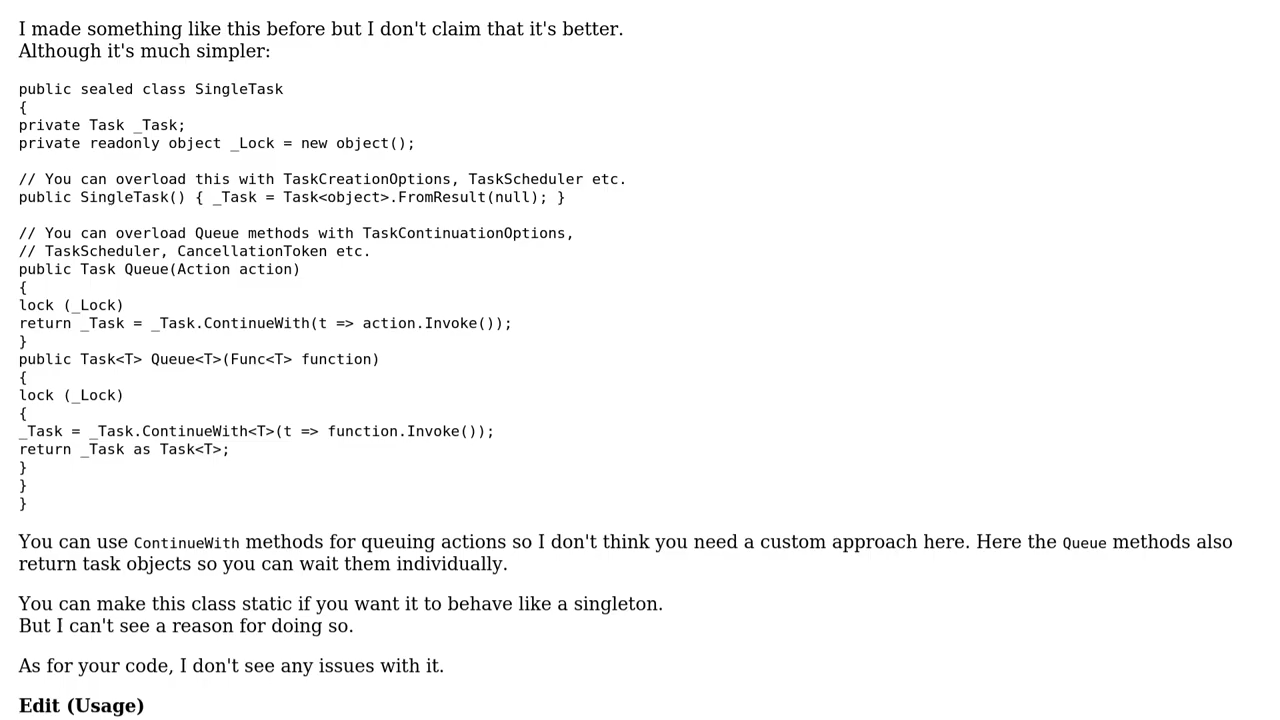 I made something like this before but I don't claim that it's better.
Although it's much simpler:
public sealed class SingleTask
{
private Task _Task;
private readonly object _Lock = new object();
// You can overload this with TaskCreationOptions, TaskScheduler etc.
public SingleTask() { _Task = Task<object>.FromResult(null); }
// You can overload Queue methods with TaskContinuationOptions,
// TaskScheduler, CancellationToken etc.
public Task Queue(Action action)
{
lock (_Lock)
return _Task = _Task.ContinueWith(t => action.Invoke());
}
public Task<T> Queue<T>(Func<T> function)
{
lock (_Lock)
{
_Task = _Task.ContinueWith<T>(t => function.Invoke());
return _Task as Task<T>;
}
}
}
You can use ContinueWith methods for queuing actions so I don't think you need a custom approach here. Here the Queue methods also
return task objects so you can wait them individually.
You can make this class static if you want it to behave like a singleton.
But I can't see a reason for doing so.
As for your code, I don't see any issues with it.
Edit (Usage)